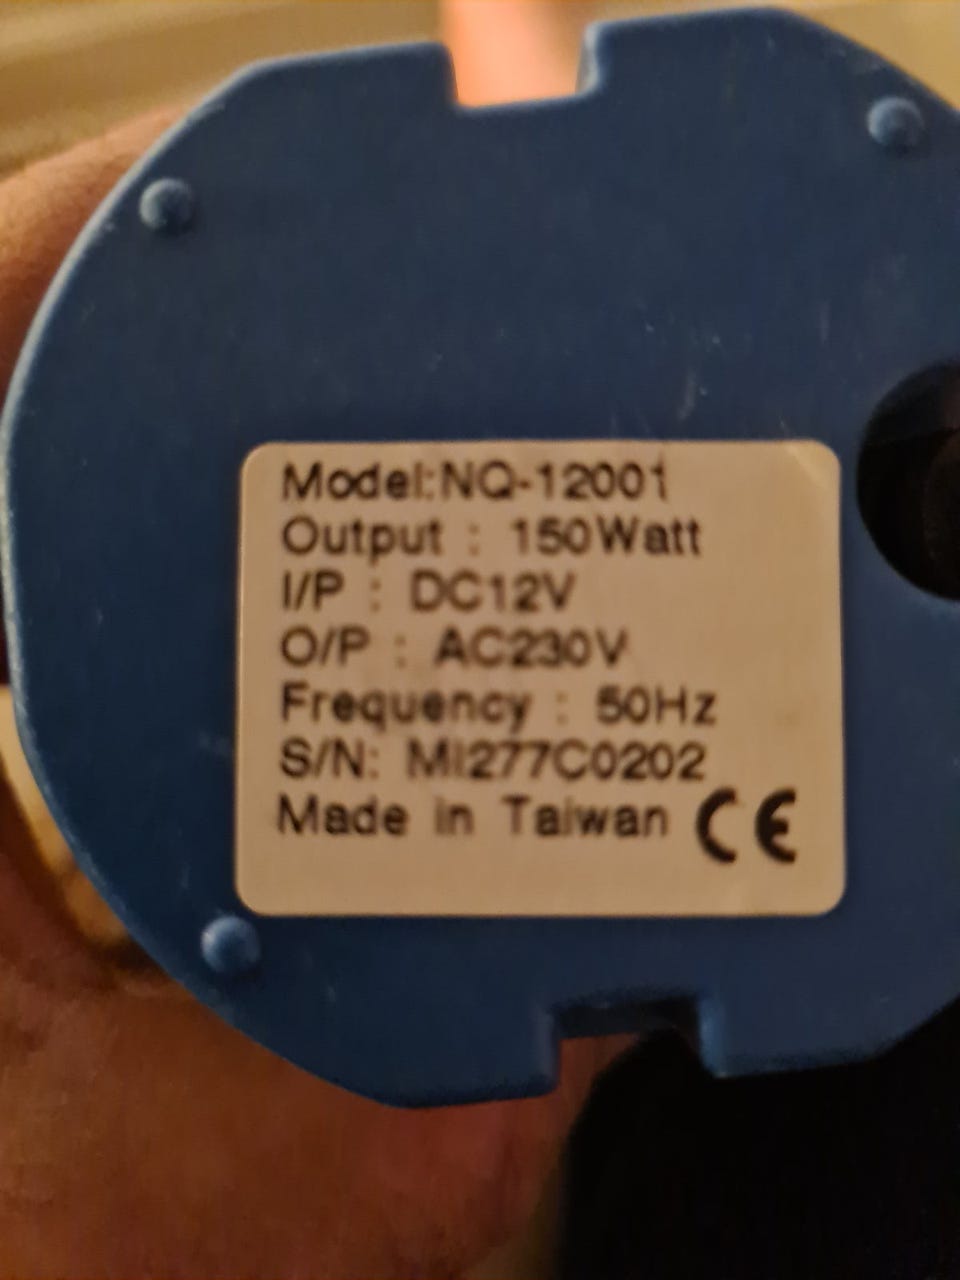 Model:NQ-12001
Output : 150Watt
I/P : DC12V
O/P : AC230V
Frequency : 50Hz
S/N: MI277C0202
Made in Taiwan CE